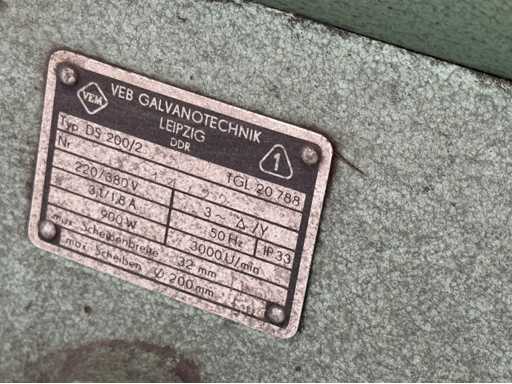 VEM
VEB GALVANOTECHNIK
LEIPZIG
DDR
1
Typ DS 200/2 TGL 20 788
Nr.
220/380 V 3~ △/Y
3,1/1,8 A 50 Hz IP 33
900 W 3000 U/min
max. Scheibenbreite 32 mm
max. Scheiben ∅ 200 mm